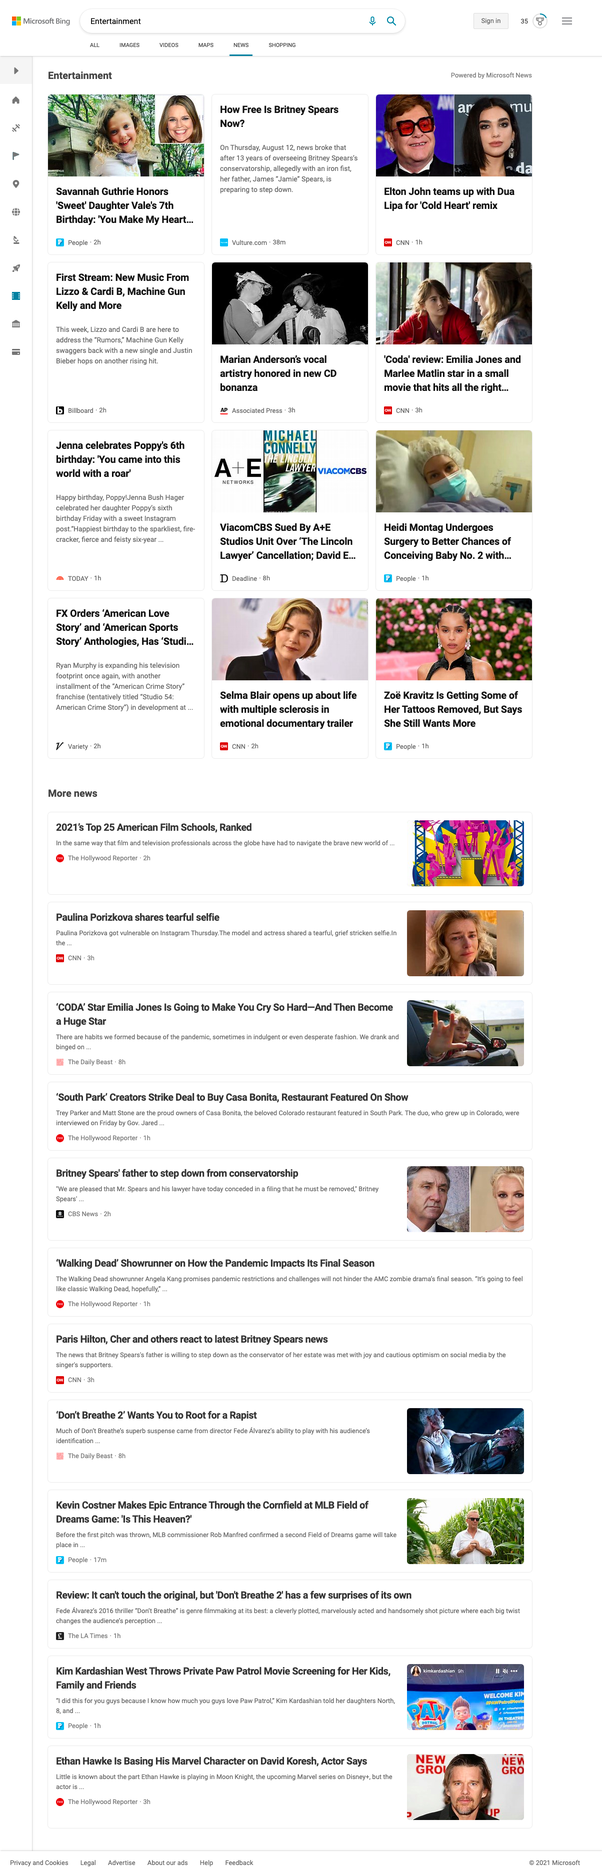 Microsoft Bing
Entertainment
Sign in
35
ALL
IMAGES
VIDEOS
MAPS
NEWS
SHOPPING
Entertainment
Powered by Microsoft News
Savannah Guthrie Honors
'Sweet' Daughter Vale's 7th
Birthday: 'You Make My Heart...
People · 2h
How Free Is Britney Spears
Now?
On Thursday, August 12, news broke that
after 13 years of overseeing Britney Spears's
conservatorship, allegedly with an iron fist,
her father, James “Jamie” Spears, is
preparing to step down.
Vulture.com · 38m
Elton John teams up with Dua
Lipa for 'Cold Heart' remix
CNN · 1h
First Stream: New Music From
Lizzo & Cardi B, Machine Gun
Kelly and More
This week, Lizzo and Cardi B are here to
address the “Rumors,” Machine Gun Kelly
swaggers back with a new single and Justin
Bieber hops on another rising hit.
Billboard · 2h
Marian Anderson's vocal
artistry honored in new CD
bonanza
AP
Associated Press · 3h
'Coda' review: Emilia Jones and
Marlee Matlin star in a small
movie that hits all the right...
CNN · 3h
Jenna celebrates Poppy's 6th
birthday: 'You came into this
world with a roar'
Happy birthday, Poppy!Jenna Bush Hager
celebrated her daughter Poppy's sixth
birthday Friday with a sweet Instagram
post.“Happiest birthday to the sparkliest, fire-
cracker, fierce and feisty six-year ...
TODAY · 1h
A+E
NETWORKS
MICHAEL
CONNELLY
THE LINCOLN
LAWYER
VIACOMCBS
ViacomCBS Sued By A+E
Studios Unit Over ‘The Lincoln
Lawyer’ Cancellation; David E...
Deadline · 8h
Heidi Montag Undergoes
Surgery to Better Chances of
Conceiving Baby No. 2 with...
People · 1h
FX Orders ‘American Love
Story’ and ‘American Sports
Story’ Anthologies, Has ‘Studi...
Ryan Murphy is expanding his television
footprint once again, with another
installment of the “American Crime Story”
franchise (tentatively titled “Studio 54:
American Crime Story”) in development at ...
Variety · 2h
Selma Blair opens up about life
with multiple sclerosis in
emotional documentary trailer
CNN · 2h
Zoë Kravitz Is Getting Some of
Her Tattoos Removed, But Says
She Still Wants More
People · 1h
More news
2021's Top 25 American Film Schools, Ranked
In the same way that film and television professionals across the globe have had to navigate the brave new world of ...
The Hollywood Reporter · 2h
Paulina Porizkova shares tearful selfie
Paulina Porizkova got vulnerable on Instagram Thursday.The model and actress shared a tearful, grief stricken selfie.In
the ...
CNN · 3h
‘CODA’ Star Emilia Jones Is Going to Make You Cry So Hard—And Then Become
a Huge Star
There are habits we formed because of the pandemic, sometimes in indulgent or even desperate fashion. We drank and
binged on ...
The Daily Beast · 8h
‘South Park’ Creators Strike Deal to Buy Casa Bonita, Restaurant Featured On Show
Trey Parker and Matt Stone are the proud owners of Casa Bonita, the beloved Colorado restaurant featured in South Park. The duo, who grew up in Colorado, were
interviewed on Friday by Gov. Jared ...
The Hollywood Reporter · 1h
Britney Spears' father to step down from conservatorship
"We are pleased that Mr. Spears and his lawyer have today conceded in a filing that he must be removed," Britney
Spears' ...
CBS News · 2h
‘Walking Dead’ Showrunner on How the Pandemic Impacts Its Final Season
The Walking Dead showrunner Angela Kang promises pandemic restrictions and challenges will not hinder the AMC zombie drama's final season. “It's going to feel
like classic Walking Dead, hopefully,” ...
The Hollywood Reporter · 1h
Paris Hilton, Cher and others react to latest Britney Spears news
The news that Britney Spears's father is willing to step down as the conservator of her estate was met with joy and cautious optimism on social media by the
singer's supporters.
CNN · 3h
‘Don't Breathe 2’ Wants You to Root for a Rapist
Much of Don't Breathe's superb suspense came from director Fede Álvarez's ability to play with his audience's
identification ...
The Daily Beast · 8h
Kevin Costner Makes Epic Entrance Through the Cornfield at MLB Field of
Dreams Game: 'Is This Heaven?'
Before the first pitch was thrown, MLB commissioner Rob Manfred confirmed a second Field of Dreams game will take
place in ...
People · 17m
Review: It can't touch the original, but 'Don't Breathe 2' has a few surprises of its own
Fede Álvarez's 2016 thriller “Don't Breathe” is genre filmmaking at its best: a cleverly plotted, marvelously acted and handsomely shot picture where each big twist
changes the audience's perception ...
The LA Times · 1h
Kim Kardashian West Throws Private Paw Patrol Movie Screening for Her Kids,
Family and Friends
“I did this for you guys because I know how much you guys love Paw Patrol,” Kim Kardashian told her daughters North,
8, and ...
People · 1h
kimkardashian 9h
PAW
WELCOME KIM
Ethan Hawke Is Basing His Marvel Character on David Koresh, Actor Says
Little is known about the part Ethan Hawke is playing in Moon Knight, the upcoming Marvel series on Disney+, but the
actor is ...
The Hollywood Reporter · 3h
NEW
GROU
Privacy and Cookies
Legal
Advertise
About our ads
Help
Feedback
© 2021 Microsoft